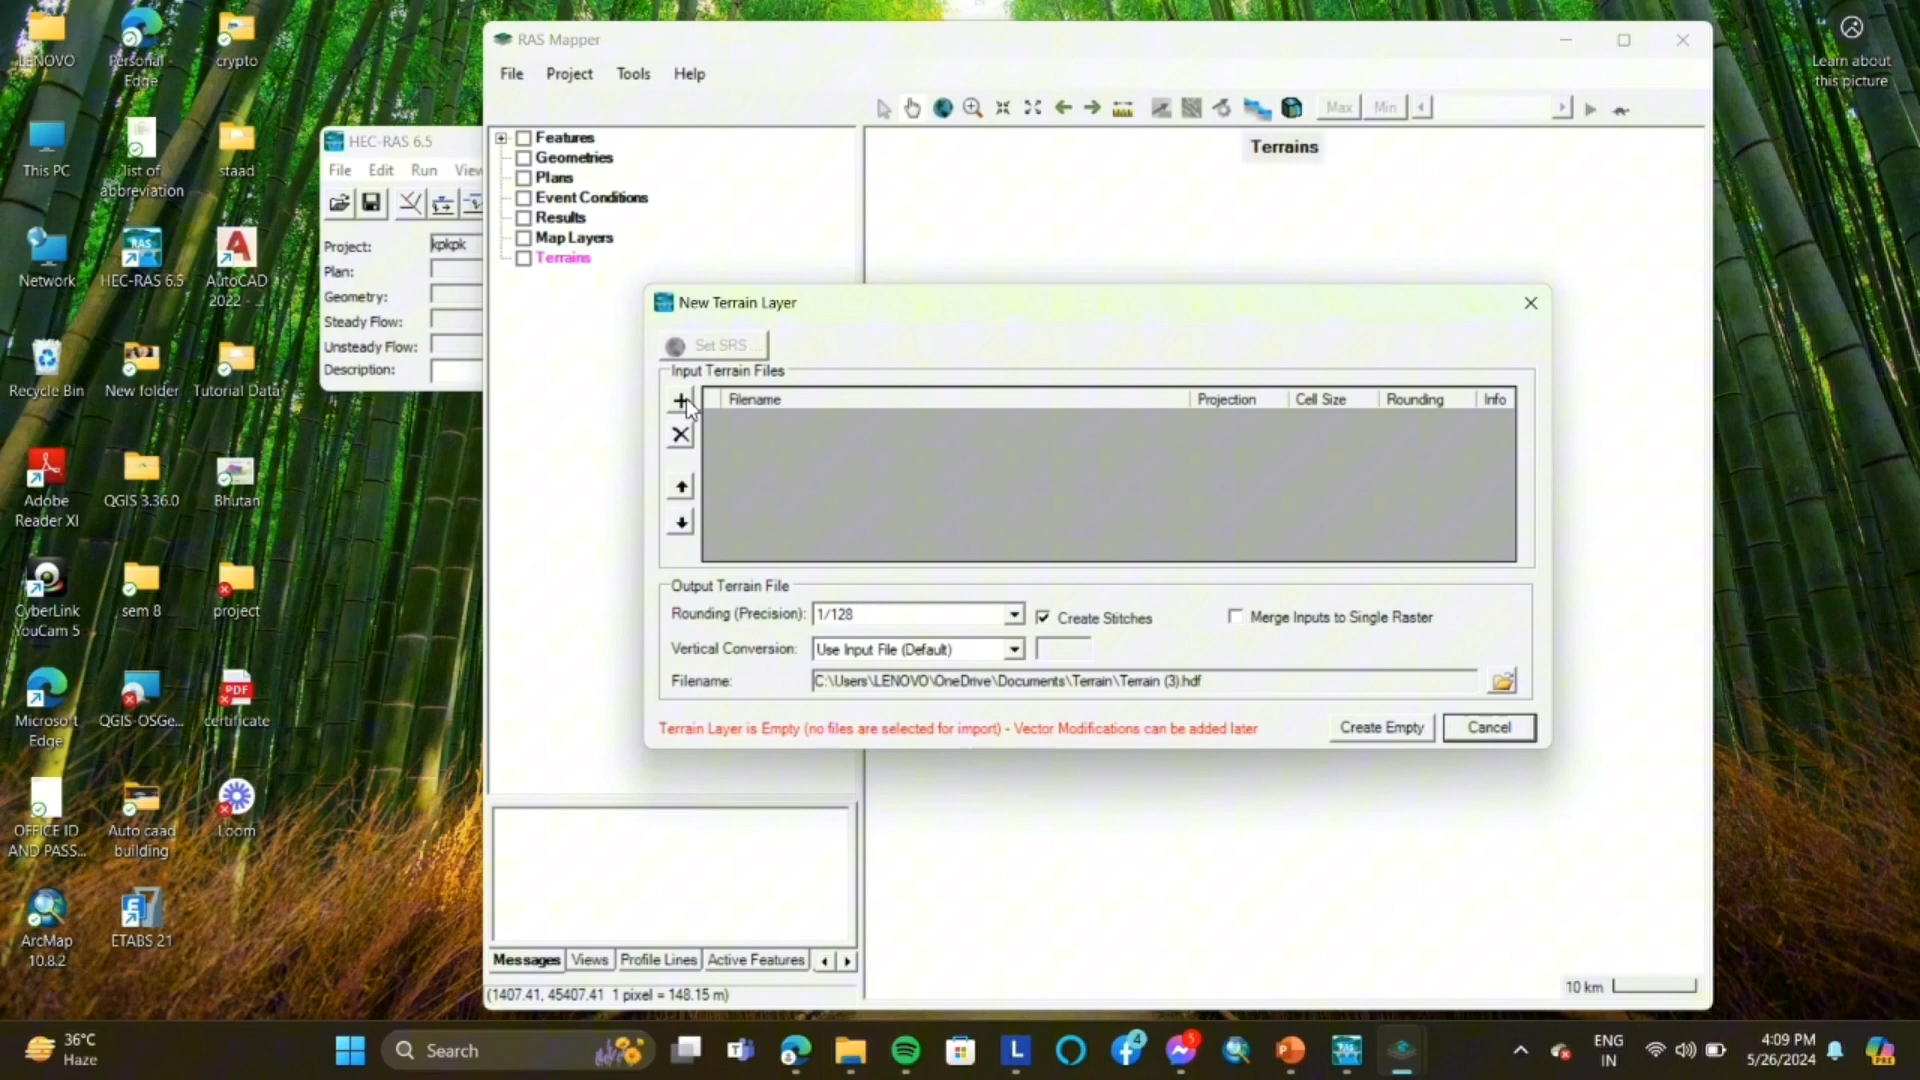 LENOVO
Personal -
Edge
crypto
This PC
list of
abbreviation
staad
Network
HEC-RAS 6.5
AutoCAD
2022 - ...
Recycle Bin
New folder
Tutorial Data
Adobe
Reader XI
QGIS 3.36.0
Bhutan
CyberLink
YouCam 5
sem 8
project
Microsoft
Edge
QGIS-OSGe...
certificate
OFFICE ID
AND PASS...
Auto caad
building
Loom
ArcMap
10.8.2
ETABS 21
Learn about
this picture
HEC-RAS 6.5
File Edit Run View
Project: kpkpk
Plan:
Geometry:
Steady Flow:
Unsteady Flow:
Description:
RAS Mapper
File Project Tools Help
Max Min
Features
Geometries
Plans
Event Conditions
Results
Map Layers
Terrains
Terrains
New Terrain Layer
Set SRS ...
Input Terrain Files
Filename Projection Cell Size Rounding Info
Output Terrain File
Rounding (Precision): 1/128 Create Stitches Merge Inputs to Single Raster
Vertical Conversion: Use Input File (Default)
Filename: C:\Users\LENOVO\OneDrive\Documents\Terrain\Terrain (3).hdf
Terrain Layer is Empty (no files are selected for import) - Vector Modifications can be added later
Create Empty Cancel
Messages Views Profile Lines Active Features
(1407.41, 45407.41 1 pixel = 148.15 m)
10 km
36°C
Haze
Search
4
5
ENG
IN
4:09 PM
5/26/2024